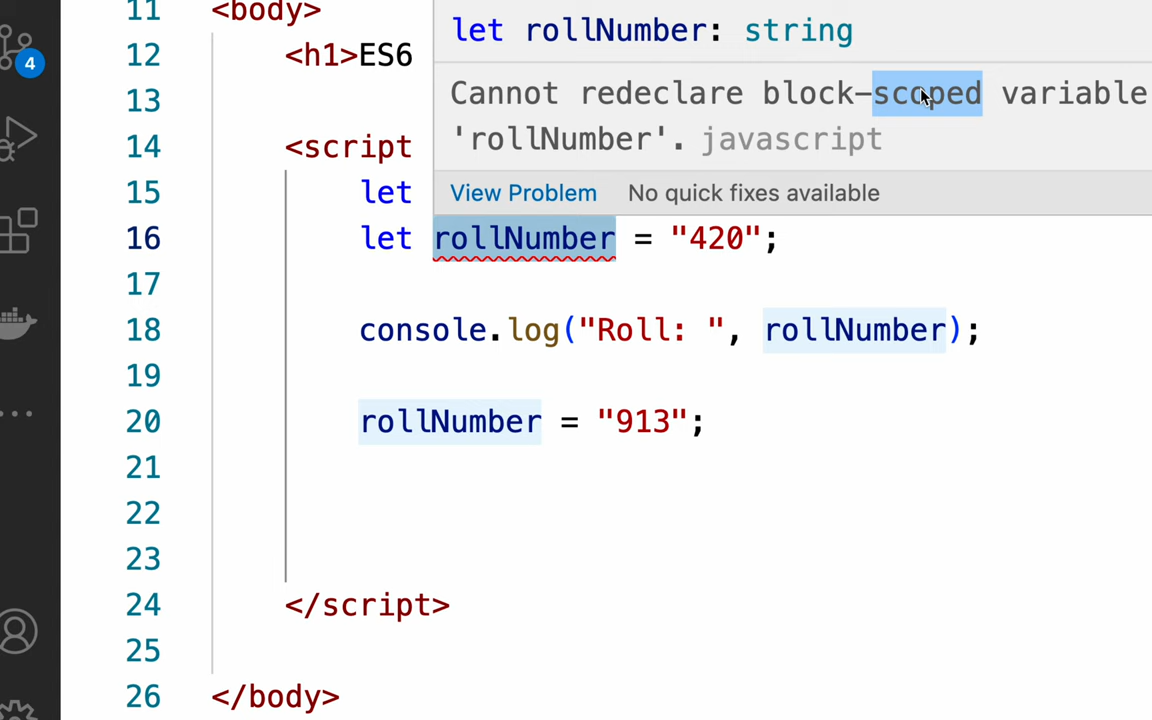 11 <body>
let rollNumber: string
12 <h1>ES6
Cannot redeclare block-scoped variable
13
'rollNumber'. javascript
14 <script
15 let
View Problem No quick fixes available
16 let rollNumber = "420";
17
18 console.log("Roll: ", rollNumber);
19
20 rollNumber = "913";
21
22
23
24 </script>
25
26 </body>
4